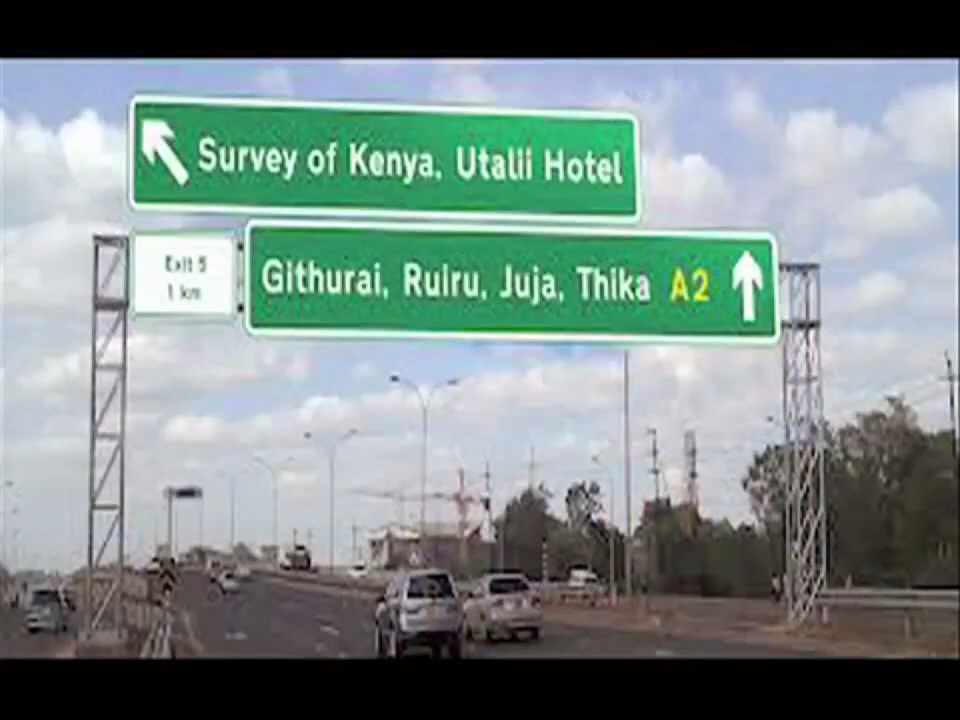 Survey of Kenya, Utalii Hotel
Exit 5
1 km
Githurai, Ruiru, Juja, Thika A2